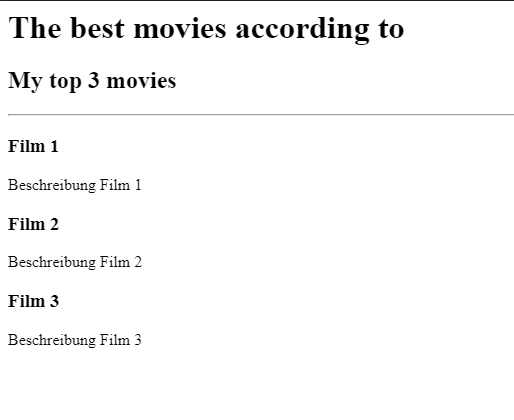 The best movies according to
My top 3 movies
Film 1
Beschreibung Film 1
Film 2
Beschreibung Film 2
Film 3
Beschreibung Film 3